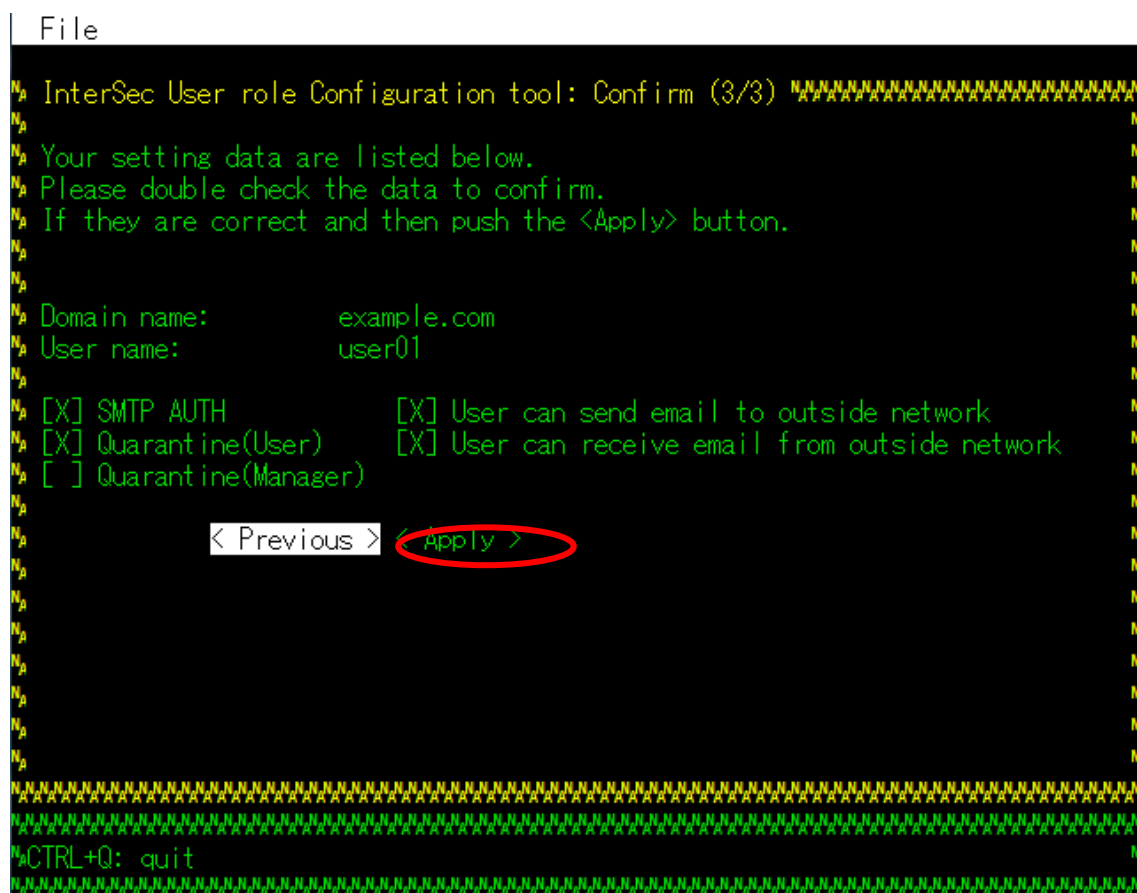 File
InterSec User role Configuration tool: Confirm (3/3)
Your setting data are listed below.
Please double check the data to confirm.
If they are correct and then push the <Apply> button.
Domain name: example.com
User name: user01
[X] SMTP AUTH [X] User can send email to outside network
[X] Quarantine(User) [X] User can receive email from outside network
[ ] Quarantine(Manager)
< Previous > < Apply >
CTRL+Q: quit